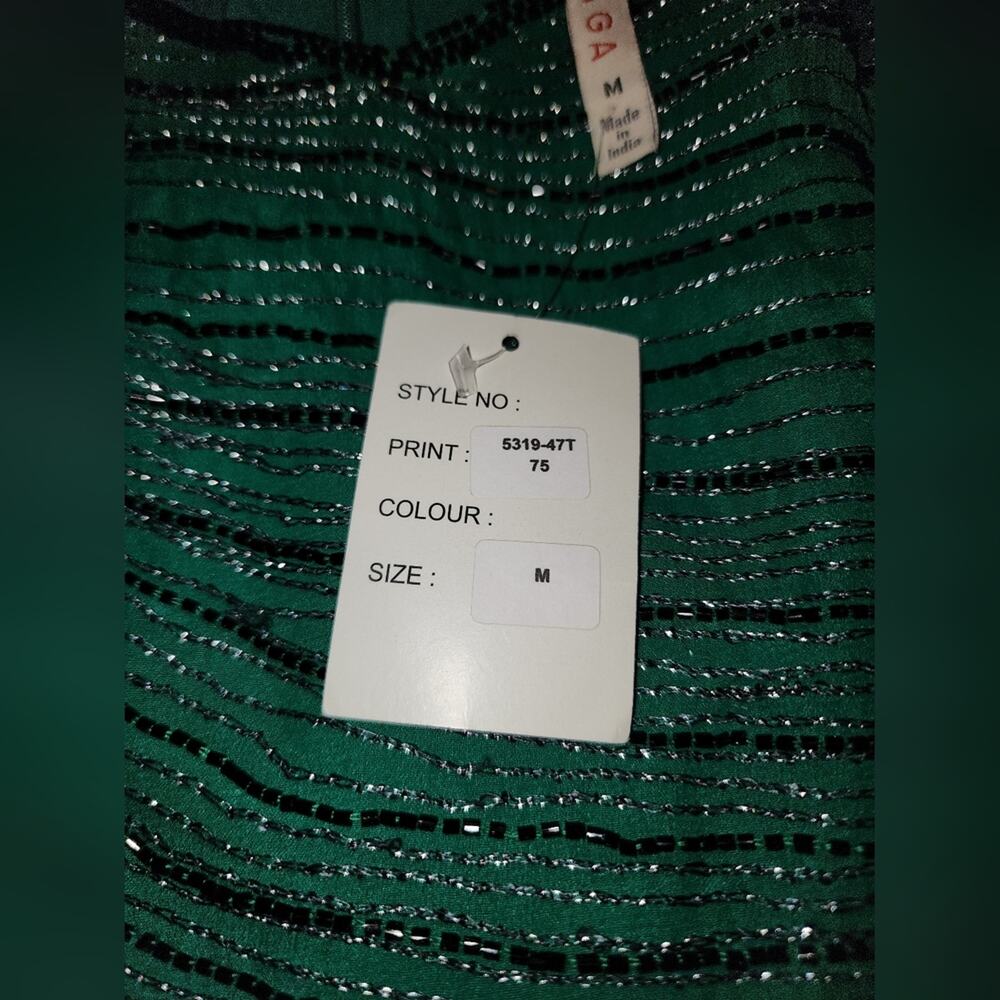 GA
M
Made
in
India
STYLE NO :
PRINT : 5319-47T
75
COLOUR :
SIZE : M